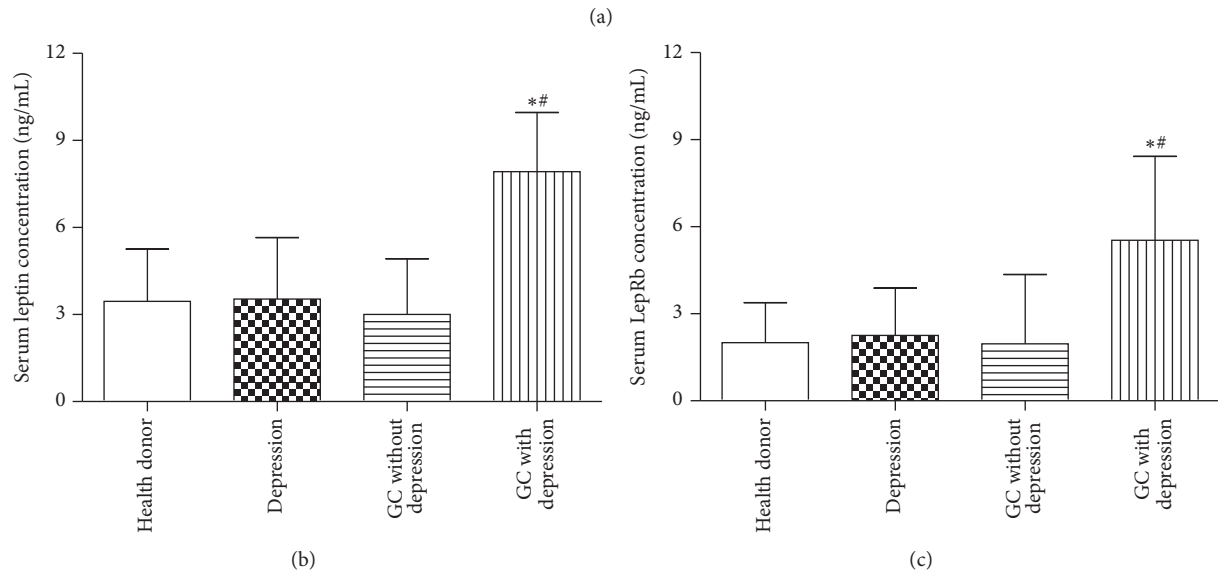 (a)
12
9
6
3
0
Serum leptin concentration (ng/mL)
*#
Health donor
Depression
GC without
depression
GC with
depression
(b)
12
9
6
3
0
Serum LepRb concentration (ng/mL)
*#
Health donor
Depression
GC without
depression
GC with
depression
(c)